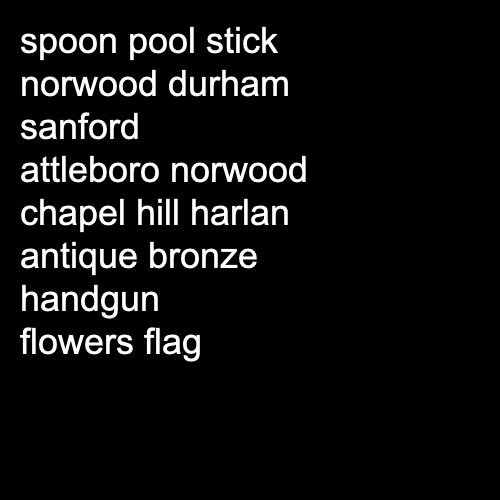 spoon pool stick
norwood durham
sanford
attleboro norwood
chapel hill harlan
antique bronze
handgun
flowers flag